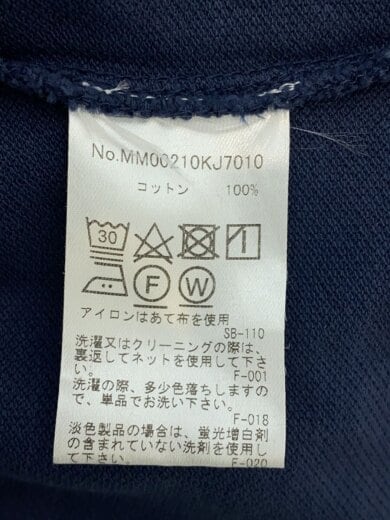 No.MM00210KJ7010
コットン 100%
30
F W
アイロンはあて布を使用
SB-110
洗濯又はクリーニングの際は、
裏返してネットを使用して下さ
い。
F-001
洗濯の際、多少色落ちしますの
で、単品でお洗い下さい。
F-018
淡色製品の場合は、蛍光増白剤
の含まれていない洗剤を使用し
て下さい。
F-020